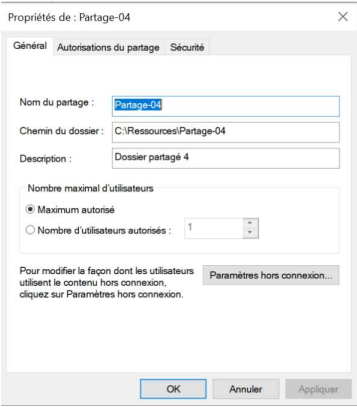 Propriétés de : Partage-04
Général Autorisations du partage Sécurité
Nom du partage : Partage-04
Chemin du dossier : C:\Ressources\Partage-04
Description : Dossier partagé 4
Nombre maximal d'utilisateurs
Maximum autorisé
Nombre d'utilisateurs autorisés : 1
Pour modifier la façon dont les utilisateurs
utilisent le contenu hors connexion,
cliquez sur Paramètres hors connexion.
Paramètres hors connexion...
OK Annuler Appliquer